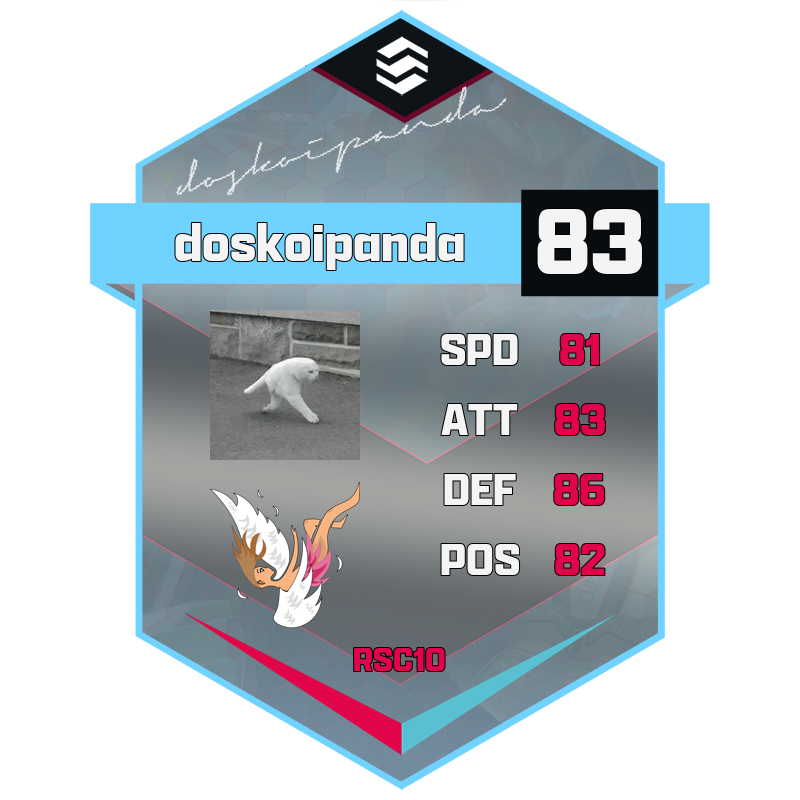 doskoipanda
doskoipanda 83
SPD 81
ATT 83
DEF 86
POS 82
RSC10